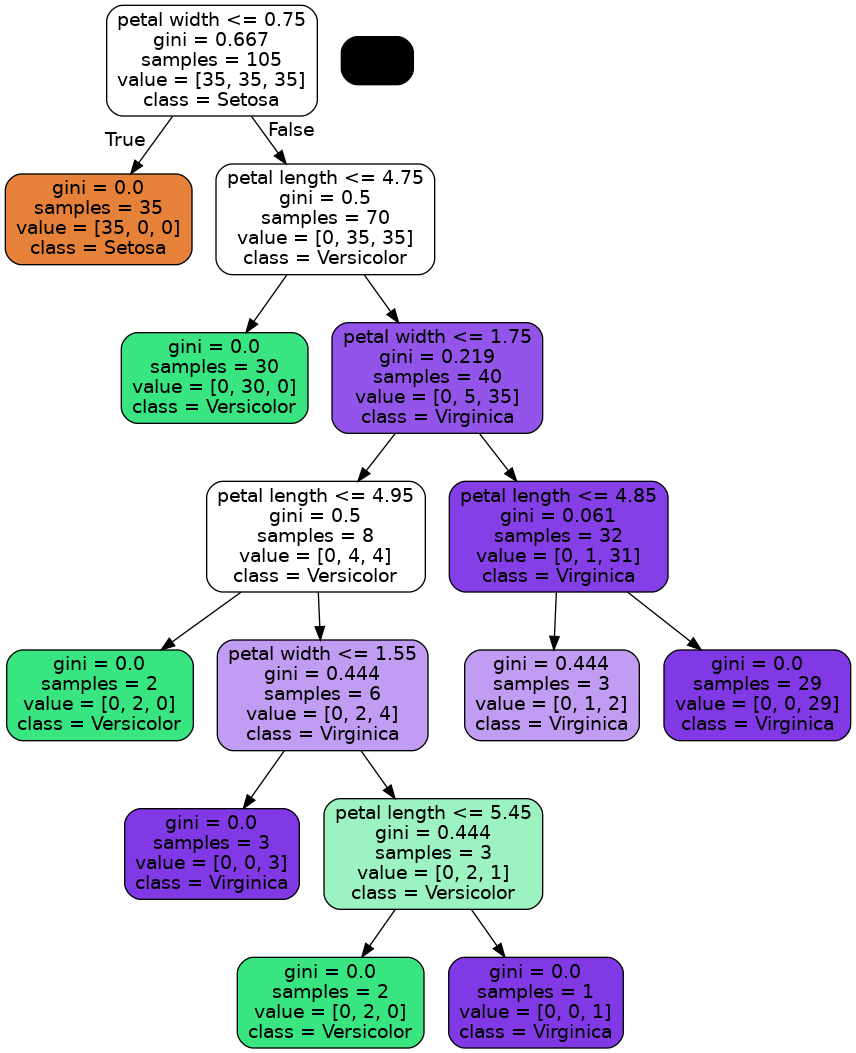 petal width <= 0.75
gini = 0.667
samples = 105
value = [35, 35, 35]
class = Setosa
True
False
gini = 0.0
samples = 35
value = [35, 0, 0]
class = Setosa
petal length <= 4.75
gini = 0.5
samples = 70
value = [0, 35, 35]
class = Versicolor
gini = 0.0
samples = 30
value = [0, 30, 0]
class = Versicolor
petal width <= 1.75
gini = 0.219
samples = 40
value = [0, 5, 35]
class = Virginica
petal length <= 4.95
gini = 0.5
samples = 8
value = [0, 4, 4]
class = Versicolor
petal length <= 4.85
gini = 0.061
samples = 32
value = [0, 1, 31]
class = Virginica
gini = 0.0
samples = 2
value = [0, 2, 0]
class = Versicolor
petal width <= 1.55
gini = 0.444
samples = 6
value = [0, 2, 4]
class = Virginica
gini = 0.444
samples = 3
value = [0, 1, 2]
class = Virginica
gini = 0.0
samples = 29
value = [0, 0, 29]
class = Virginica
gini = 0.0
samples = 3
value = [0, 0, 3]
class = Virginica
petal length <= 5.45
gini = 0.444
samples = 3
value = [0, 2, 1]
class = Versicolor
gini = 0.0
samples = 2
value = [0, 2, 0]
class = Versicolor
gini = 0.0
samples = 1
value = [0, 0, 1]
class = Virginica